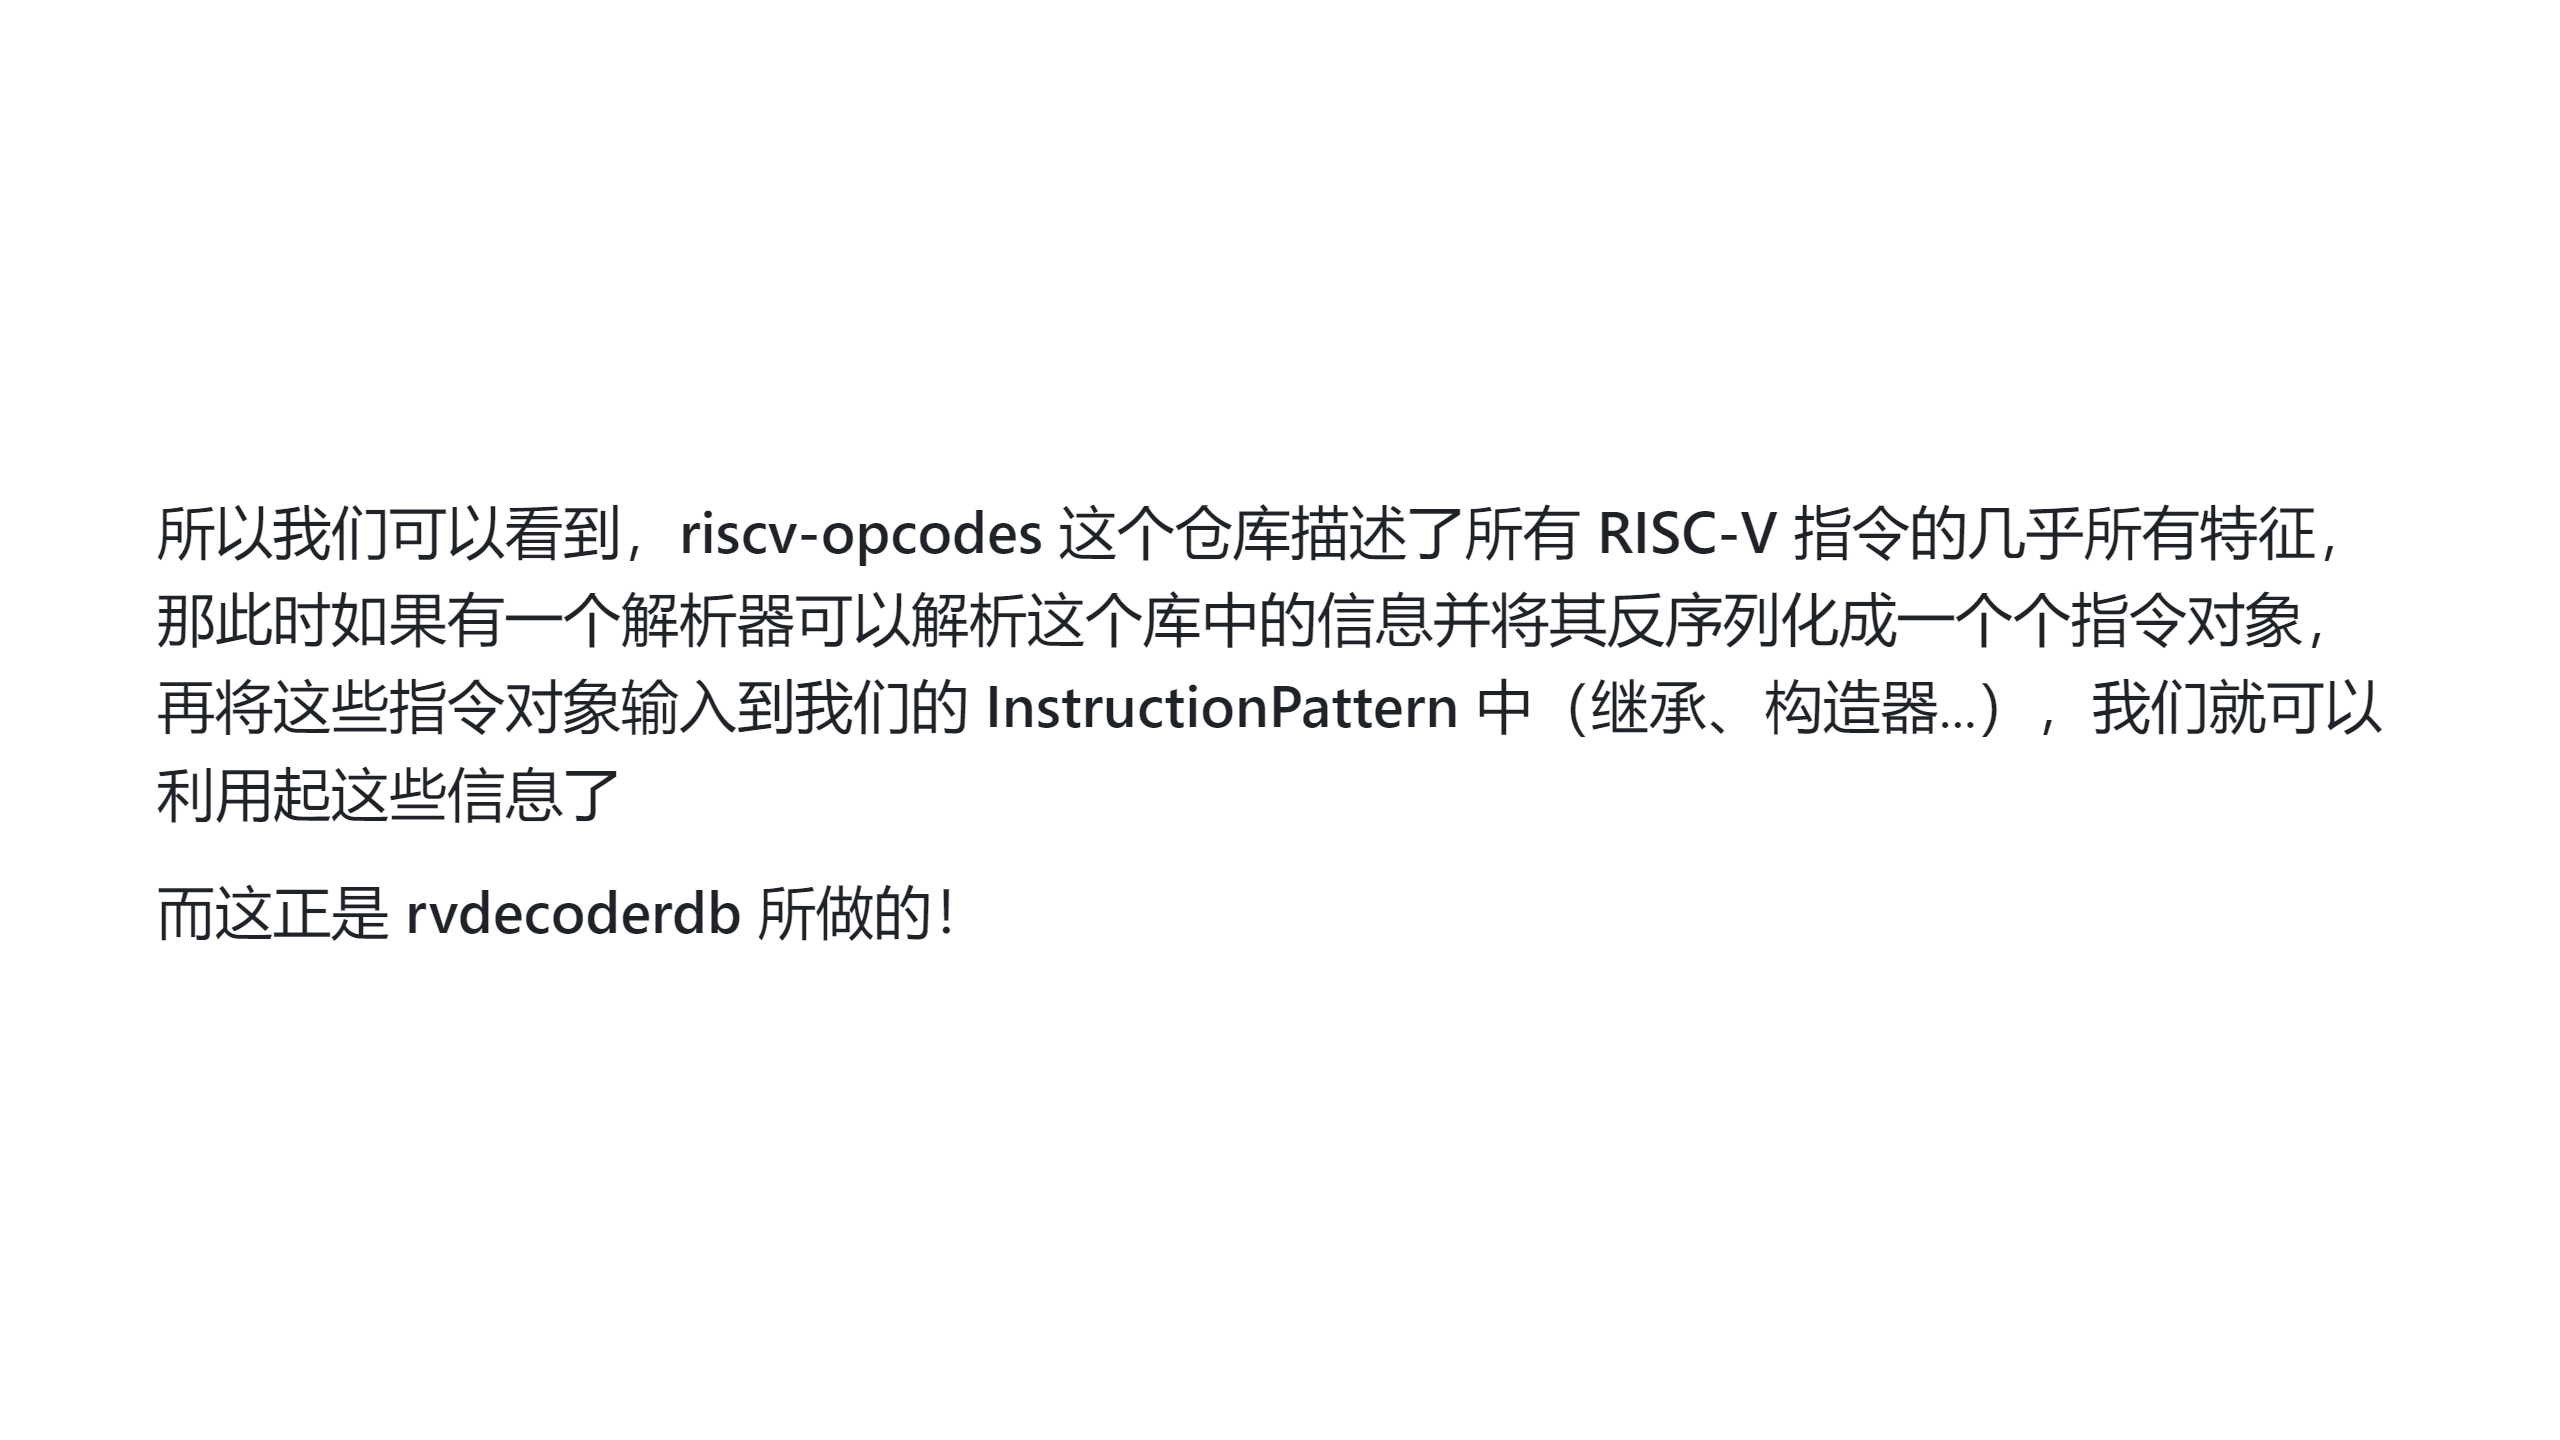 所以我们可以看到，riscv-opcodes 这个仓库描述了所有 RISC-V 指令的几乎所有特征，
那此时如果有一个解析器可以解析这个库中的信息并将其反序列化成一个个指令对象，
再将这些指令对象输入到我们的 InstructionPattern 中（继承、构造器...），我们就可以
利用起这些信息了
而这正是 rvdecoderdb 所做的！